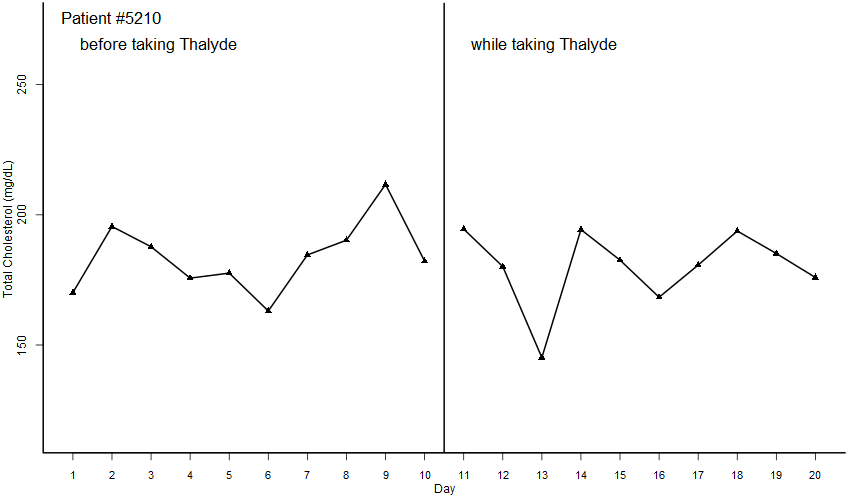 Patient #5210
before taking Thalyde
while taking Thalyde
Total Cholesterol (mg/dL)
250
200
150
1 2 3 4 5 6 7 8 9 10 11 12 13 14 15 16 17 18 19 20
Day